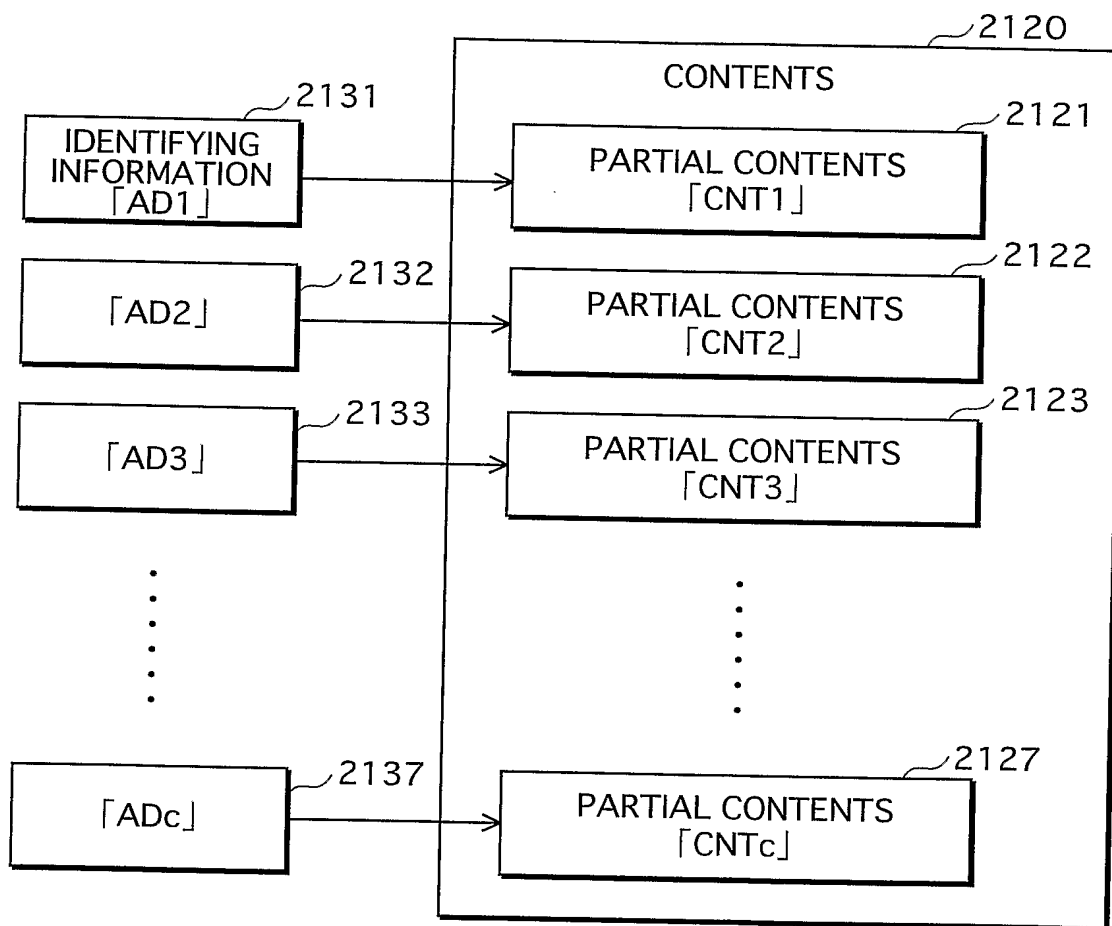 2120
CONTENTS
2131
IDENTIFYING
INFORMATION
「AD1」
2121
PARTIAL CONTENTS
「CNT1」
2132
「AD2」
2122
PARTIAL CONTENTS
「CNT2」
2133
「AD3」
2123
PARTIAL CONTENTS
「CNT3」
2137
「ADc」
2127
PARTIAL CONTENTS
「CNTc」